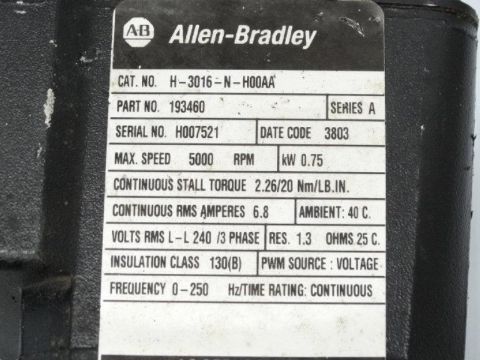 AB Allen-Bradley
CAT. NO. H-3016-N-H00AA
PART NO. 193460 SERIES A
SERIAL NO. H007521 DATE CODE 3803
MAX. SPEED 5000 RPM kW 0.75
CONTINUOUS STALL TORQUE 2.26/20 Nm/LB.IN.
CONTINUOUS RMS AMPERES 6.8 AMBIENT: 40 C.
VOLTS RMS L-L 240 /3 PHASE RES. 1.3 OHMS 25 C.
INSULATION CLASS 130(B) PWM SOURCE : VOLTAGE
FREQUENCY 0-250 Hz/TIME RATING: CONTINUOUS